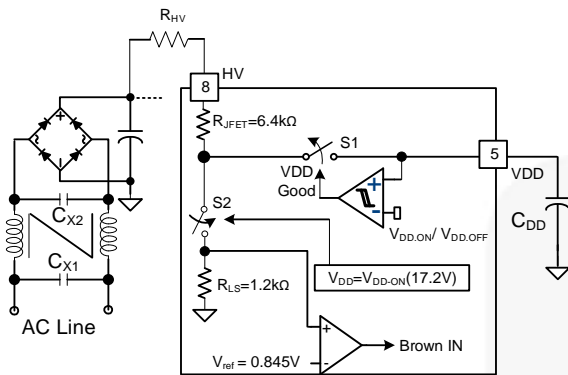 RHV
8
HV
RJFET=6.4kΩ
S1
5
VDD
VDD
Good
+
-
VDD.ON/ VDD.OFF
CDD
S2
CX2
CX1
VDD=VDD-ON(17.2V)
RLS=1.2kΩ
AC Line
+
-
Brown IN
Vref = 0.845V